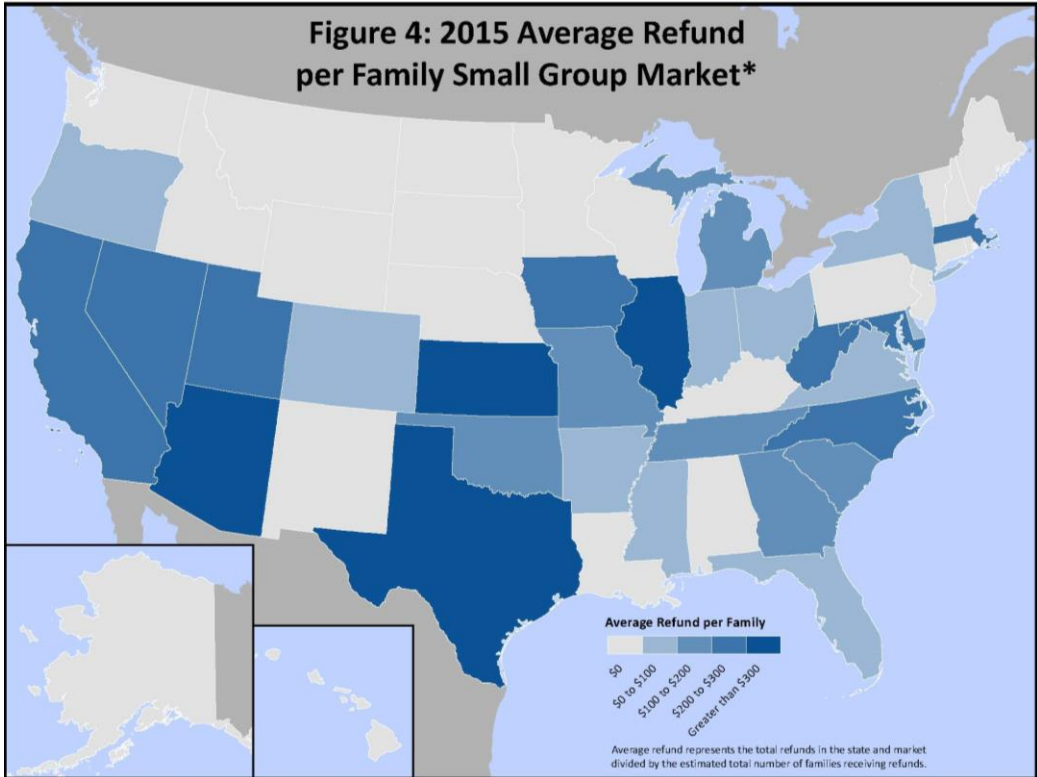 Figure 4: 2015 Average Refund
per Family Small Group Market*
Average Refund per Family
$0
$0 to $100
$100 to $200
$200 to $300
Greater than $300
Average refund represents the total refunds in the state and market
divided by the estimated total number of families receiving refunds.